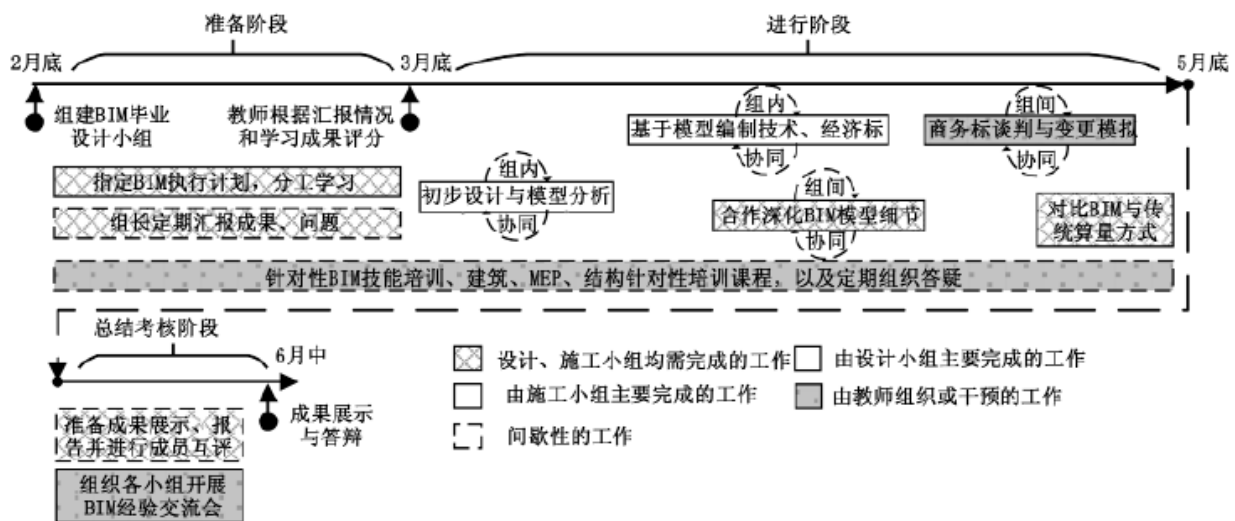 准备阶段
进行阶段
2月底
3月底
5月底
组建BIM毕业
设计小组
教师根据汇报情况
和学习成果评分
组内
基于模型编制技术、经济标
协同
组间
商务标谈判与变更模拟
协同
指定BIM执行计划，分工学习
组内
初步设计与模型分析
协同
组间
合作深化BIM模型细节
协同
对比BIM与传
统算量方式
组长定期汇报成果、问题
针对性BIM技能培训、建筑、MEP、结构针对性培训课程，以及定期组织答疑
总结考核阶段
6月中
成果展示
与答辩
准备成果展示、报
告并进行成员互评
组织各小组开展
BIM经验交流会
设计、施工小组均需完成的工作
由设计小组主要完成的工作
由施工小组主要完成的工作
由教师组织或干预的工作
问歇性的工作